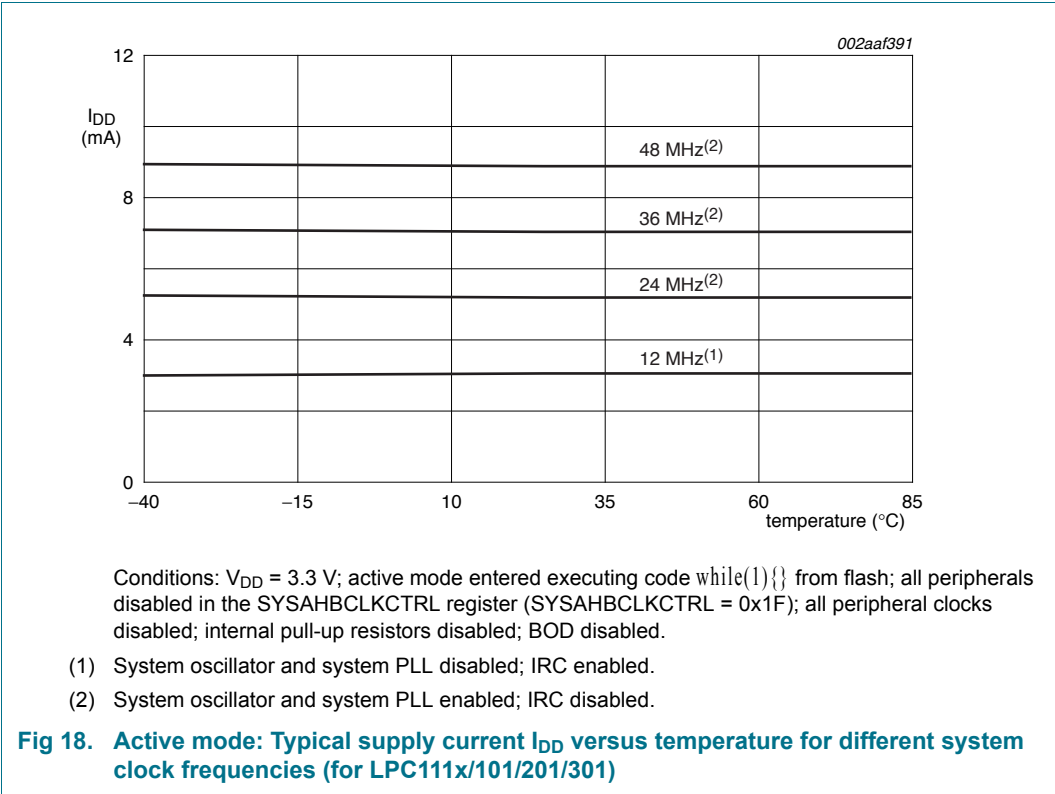 002aaf391
12
IDD
(mA)
48 MHz(2)
8
36 MHz(2)
24 MHz(2)
4
12 MHz(1)
0
−40 −15 10 35 60 85
temperature (°C)
Conditions: VDD = 3.3 V; active mode entered executing code while(1){} from flash; all peripherals
disabled in the SYSAHBCLKCTRL register (SYSAHBCLKCTRL = 0x1F); all peripheral clocks
disabled; internal pull-up resistors disabled; BOD disabled.
(1) System oscillator and system PLL disabled; IRC enabled.
(2) System oscillator and system PLL enabled; IRC disabled.
Fig 18. Active mode: Typical supply current IDD versus temperature for different system
clock frequencies (for LPC111x/101/201/301)